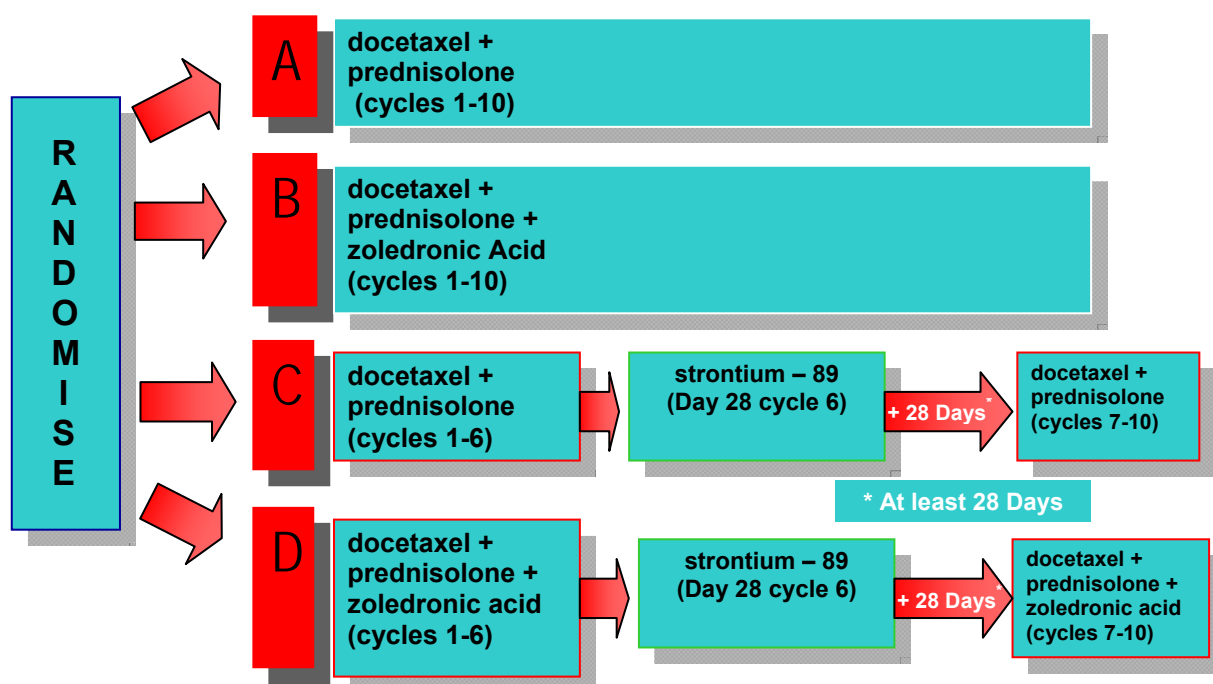 RANDOMISE
A
docetaxel +
prednisolone
(cycles 1-10)
B
docetaxel +
prednisolone +
zoledronic Acid
(cycles 1-10)
C
docetaxel +
prednisolone
(cycles 1-6)
strontium – 89
(Day 28 cycle 6)
+ 28 Days*
docetaxel +
prednisolone
(cycles 7-10)
* At least 28 Days
D
docetaxel +
prednisolone +
zoledronic acid
(cycles 1-6)
strontium – 89
(Day 28 cycle 6)
+ 28 Days*
docetaxel +
prednisolone +
zoledronic acid
(cycles 7-10)